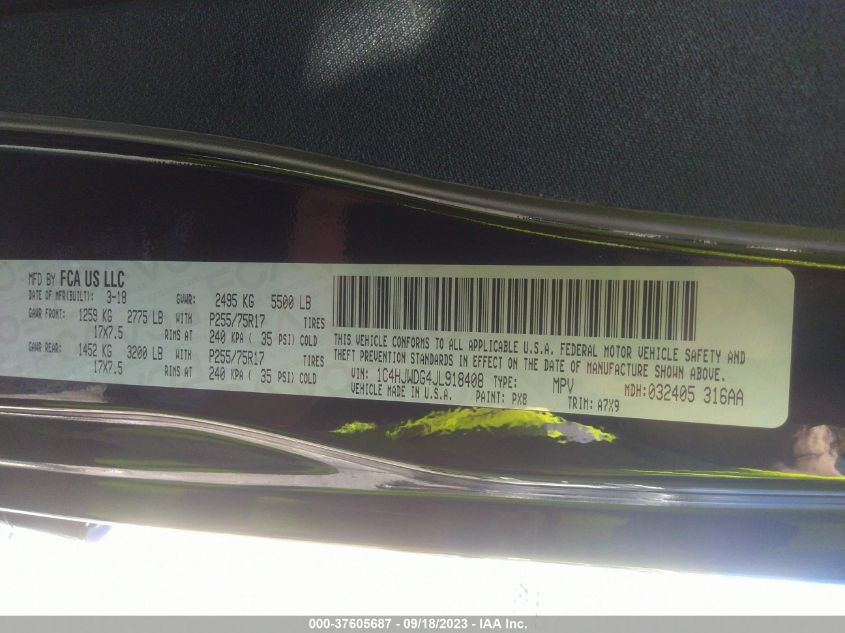 MFD BY FCA US LLC
DATE OF MFR(BUILT): 3-18 GVWR: 2495 KG 5500 LB
GAWR FRONT: 1259 KG 2775 LB WITH P255/75R17 TIRES
17X7.5 RIMS AT 240 KPA ( 35 PSI) COLD
GAWR REAR: 1452 KG 3200 LB WITH P255/75R17 TIRES
17X7.5 RIMS AT 240 KPA ( 35 PSI) COLD
THIS VEHICLE CONFORMS TO ALL APPLICABLE U.S.A. FEDERAL MOTOR VEHICLE SAFETY AND
THEFT PREVENTION STANDARDS IN EFFECT ON THE DATE OF MANUFACTURE SHOWN ABOVE.
VIN: 1C4HJWDG4JL918408 TYPE: MPV MDH:032405 316AA
VEHICLE MADE IN U.S.A. PAINT: PX8 TRIM: A7X9
000-37605687 - 09/18/2023 - IAA Inc.